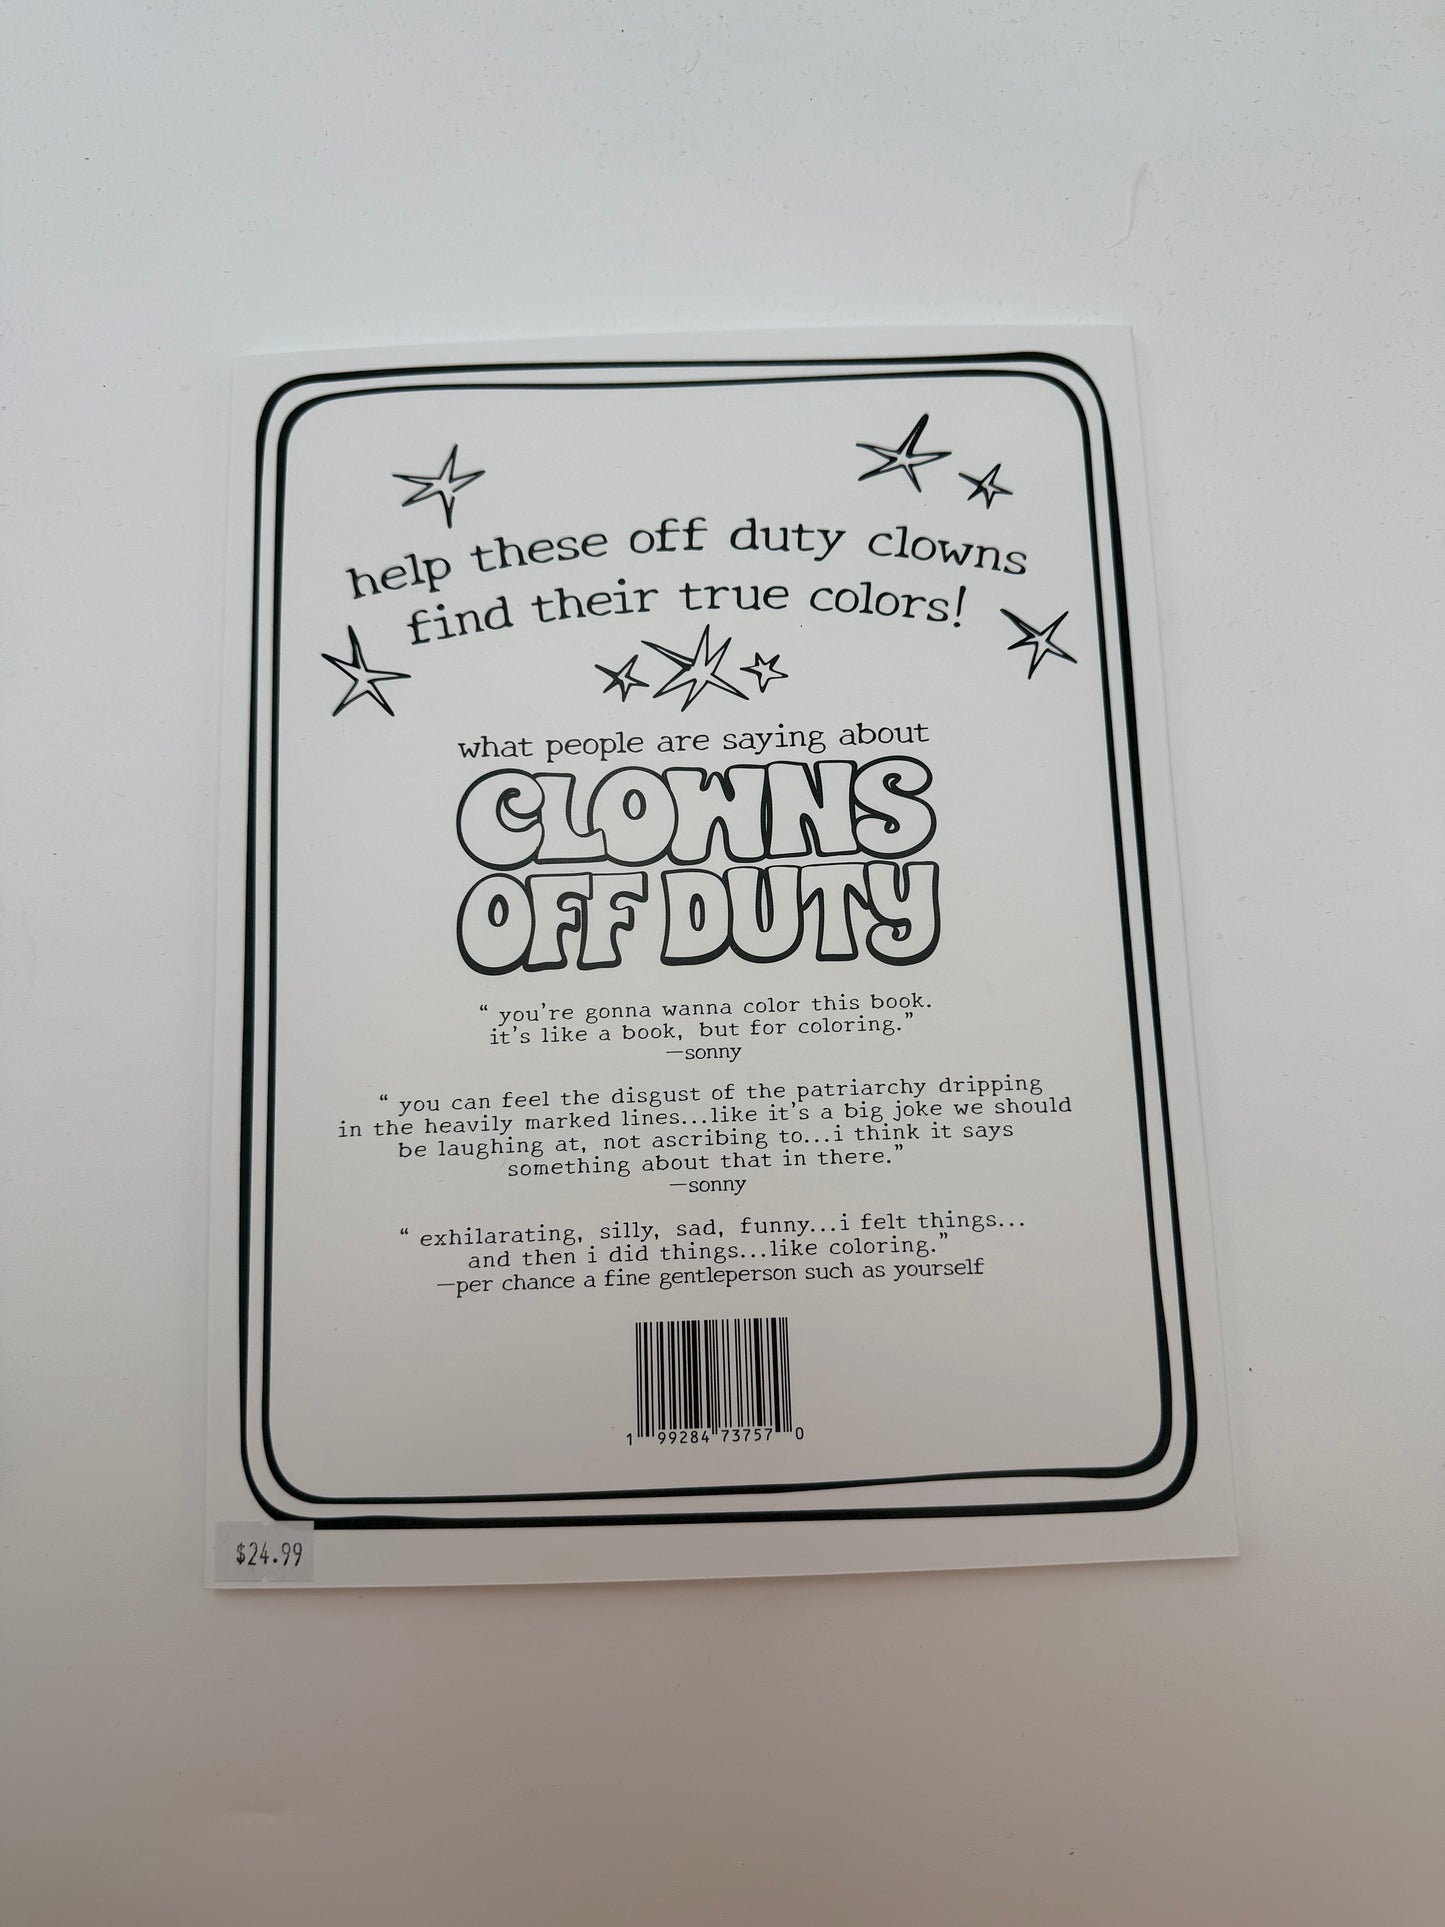 help these off duty clowns
find their true colors!
what people are saying about
CLOWNS
OFF DUTY
“ you’re gonna wanna color this book.
it’s like a book, but for coloring.”
—sonny
“ you can feel the disgust of the patriarchy dripping
in the heavily marked lines...like it’s a big joke we should
be laughing at, not ascribing to...i think it says
something about that in there.”
—sonny
“ exhilarating, silly, sad, funny...i felt things...
and then i did things...like coloring.”
—per chance a fine gentleperson such as yourself
1 99284 73757 0
$24.99